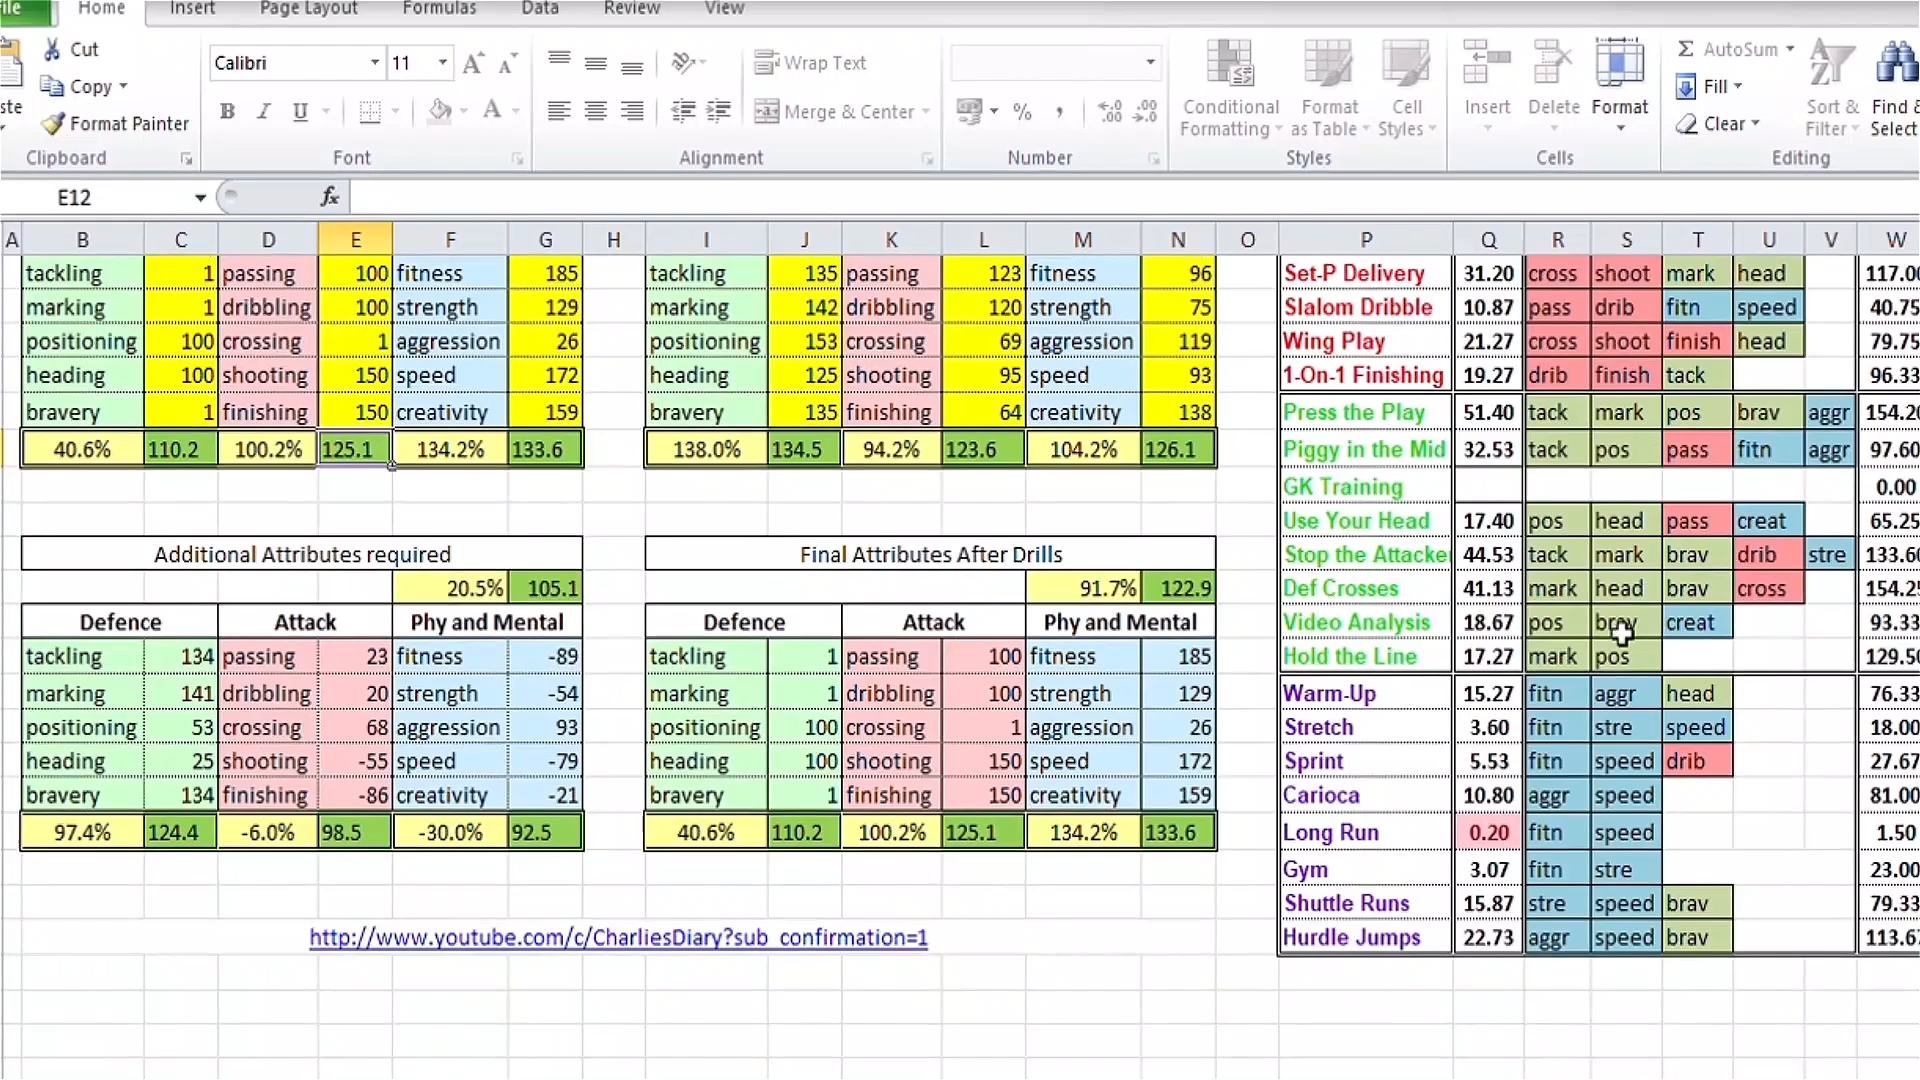 File Home Insert Page Layout Formulas Data Review View
Cut
Copy
Format Painter
Clipboard
Calibri 11 A A
B I U A
Font
Wrap Text
Merge & Center
Alignment
% ,
Number
Conditional Formatting
Format as Table
Cell Styles
Styles
Insert Delete Format
Cells
Σ AutoSum
Fill
Clear
Sort & Filter
Find & Select
Editing
E12 fx
A B C D E F G H I J K L M N O P Q R S T U V W
tackling 1 passing 100 fitness 185 tackling 135 passing 123 fitness 96 Set-P Delivery 31.20 cross shoot mark head
marking 1 dribbling 100 strength 129 marking 142 dribbling 120 strength 75 Slalom Dribble 10.87 pass drib fitn speed 40.75
positioning 100 crossing 1 aggression 26 positioning 153 crossing 69 aggression 119 Wing Play 21.27 cross shoot finish head 79.75
heading 100 shooting 150 speed 172 heading 125 shooting 95 speed 93 1-On-1 Finishing 19.27 drib finish tack 96.33
bravery 1 finishing 150 creativity 159 bravery 135 finishing 64 creativity 138 Press the Play 51.40 tack mark pos brav aggr
40.6% 110.2 100.2% 125.1 134.2% 133.6 138.0% 134.5 94.2% 123.6 104.2% 126.1 Piggy in the Mid 32.53 tack pos pass fitn aggr 97.60
GK Training 0.00
Use Your Head 17.40 pos head pass creat 65.25
Additional Attributes required Final Attributes After Drills Stop the Attacke 44.53 tack mark brav drib stre
20.5% 105.1 91.7% 122.9 Def Crosses 41.13 mark head brav cross
Defence Attack Phy and Mental Defence Attack Phy and Mental Video Analysis 18.67 pos brav creat 93.33
tackling 134 passing 23 fitness -89 tackling 1 passing 100 fitness 185 Hold the Line 17.27 mark pos
marking 141 dribbling 20 strength -54 marking 1 dribbling 100 strength 129 Warm-Up 15.27 fitn aggr head 76.33
positioning 53 crossing 68 aggression 93 positioning 100 crossing 1 aggression 26 Stretch 3.60 fitn stre speed 18.00
heading 25 shooting -55 speed -79 heading 100 shooting 150 speed 172 Sprint 5.53 fitn speed drib 27.67
bravery 134 finishing -86 creativity -21 bravery 1 finishing 150 creativity 159 Carioca 10.80 aggr speed 81.00
97.4% 124.4 -6.0% 98.5 -30.0% 92.5 40.6% 110.2 100.2% 125.1 134.2% 133.6 Long Run 0.20 fitn speed 1.50
Gym 3.07 fitn stre 23.00
Shuttle Runs 15.87 stre speed brav 79.33
http://www.youtube.com/c/CharliesDiary?sub_confirmation=1 Hurdle Jumps 22.73 aggr speed brav